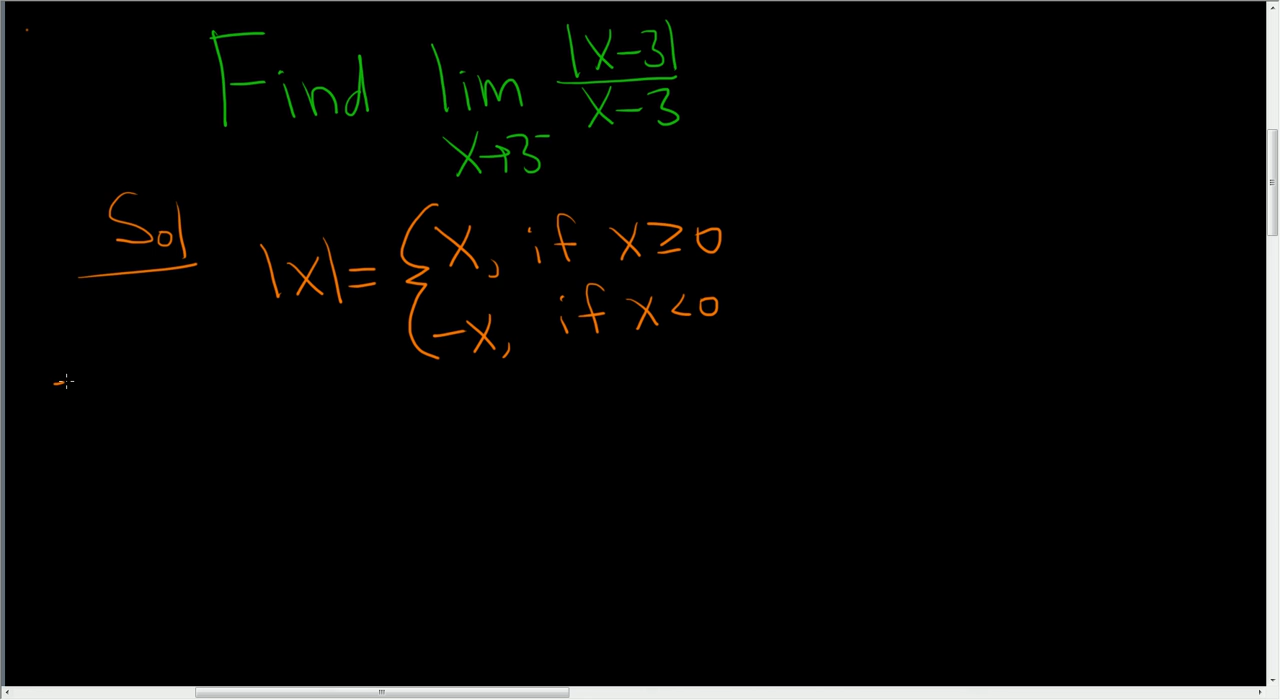 Find lim |x-3|/x-3
x→3⁻
Sol
|x| = { x, if x ≥ 0
-x, if x < 0